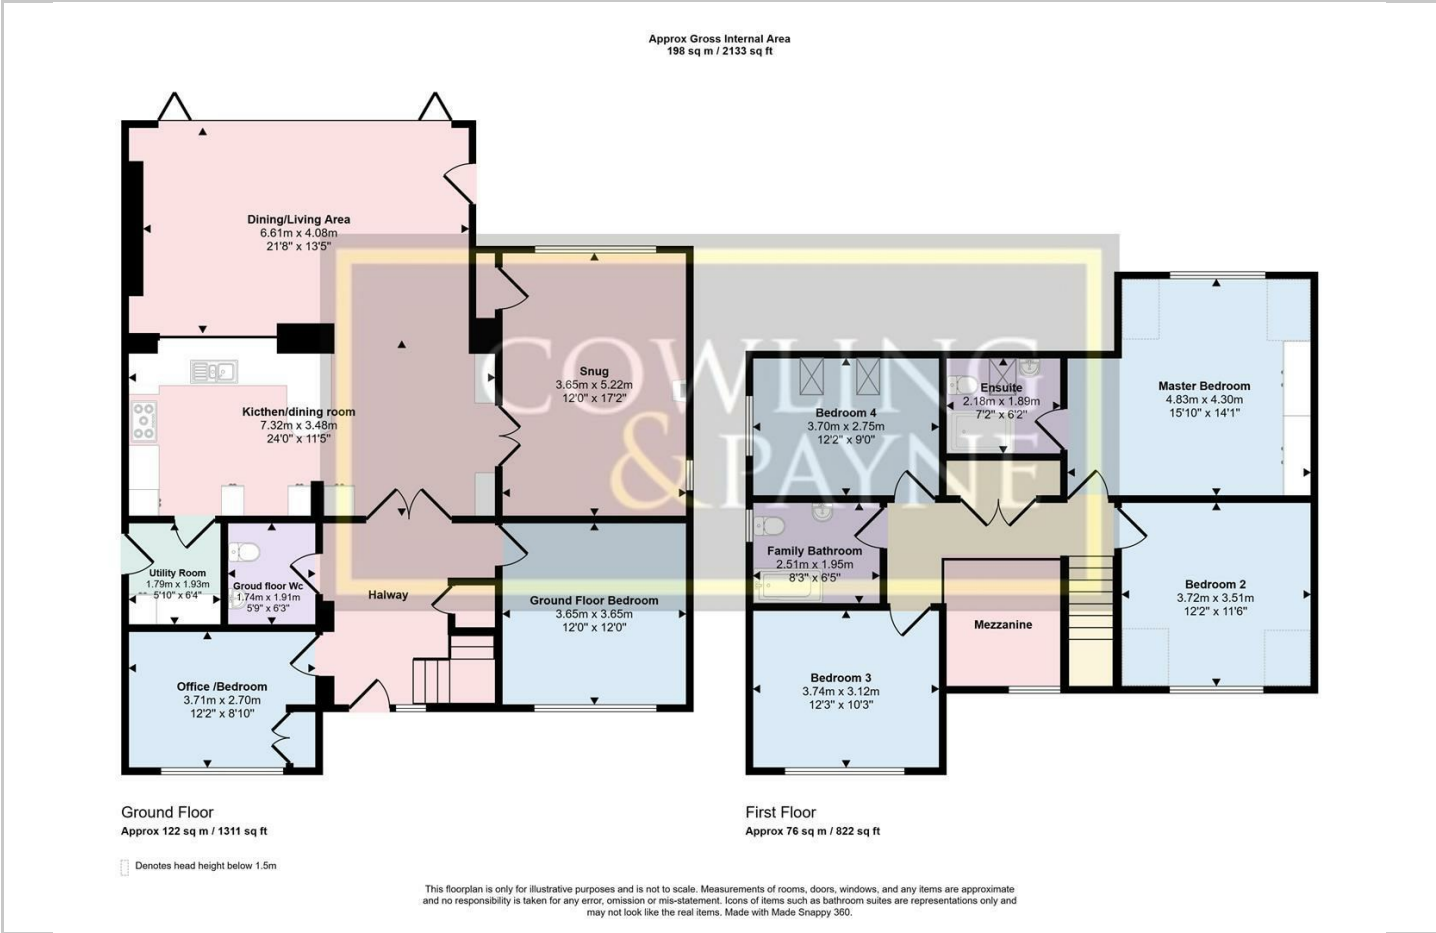 Approx Gross Internal Area
198 sq m / 2133 sq ft
Dining/Living Area
6.61m x 4.08m
21'8" x 13'5"
Kicthen/dining room
7.32m x 3.48m
24'0" x 11'5"
Snug
3.65m x 5.22m
12'0" x 17'2"
Utility Room
1.79m x 1.93m
5'10" x 6'4"
Groud floor Wc
1.74m x 1.91m
5'9" x 6'3"
Halway
Ground Floor Bedroom
3.65m x 3.65m
12'0" x 12'0"
Office /Bedroom
3.71m x 2.70m
12'2" x 8'10"
COWLING
& PAYNE
Bedroom 4
3.70m x 2.75m
12'2" x 9'0"
Ensuite
2.18m x 1.89m
7'2" x 6'2"
Master Bedroom
4.83m x 4.30m
15'10" x 14'1"
Family Bathroom
2.51m x 1.95m
8'3" x 6'5"
Bedroom 2
3.72m x 3.51m
12'2" x 11'6"
Mezzanine
Bedroom 3
3.74m x 3.12m
12'3" x 10'3"
Ground Floor
Approx 122 sq m / 1311 sq ft
First Floor
Approx 76 sq m / 822 sq ft
Denotes head height below 1.5m
This floorplan is only for illustrative purposes and is not to scale. Measurements of rooms, doors, windows, and any items are approximate
and no responsibility is taken for any error, omission or mis-statement. Icons of items such as bathroom suites are representations only and
may not look like the real items. Made with Made Snappy 360.